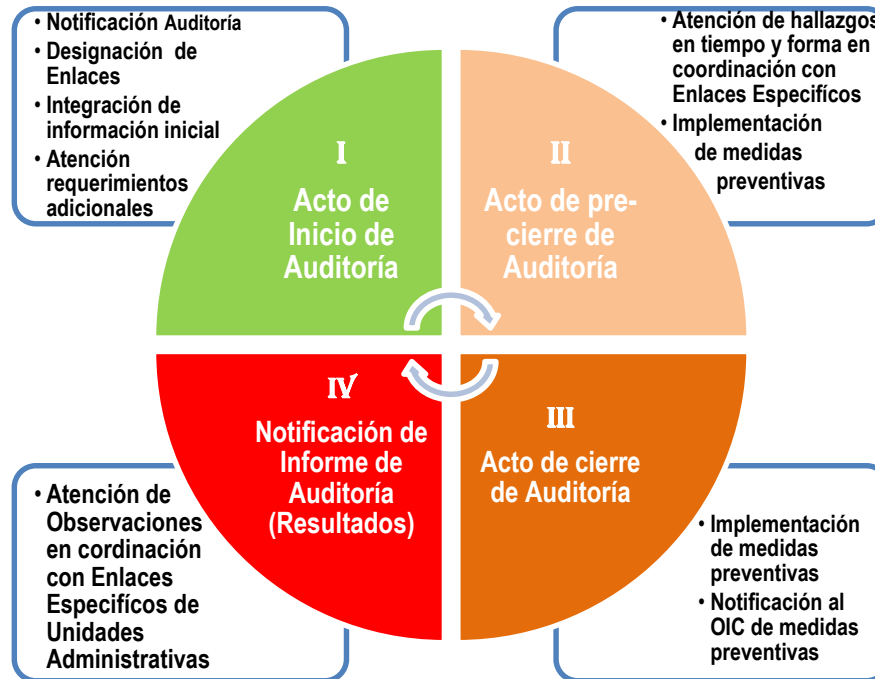 • Notificación Auditoría
• Designación de
Enlaces
• Integración de
información inicial
• Atención
requerimientos
adicionales
I
Acto de
Inicio de
Auditoría
II
Acto de pre-
cierre de
Auditoría
• Atención de hallazgos
en tiempo y forma en
coordinación con
Enlaces Especifícos
• Implementación
de medidas
preventivas
IV
Notificación de
Informe de
Auditoría
(Resultados)
III
Acto de cierre
de Auditoría
• Atención de
Observaciones
en cordinación
con Enlaces
Especifícos de
Unidades
Administrativas
• Implementación
de medidas
preventivas
• Notificación al
OIC de medidas
preventivas